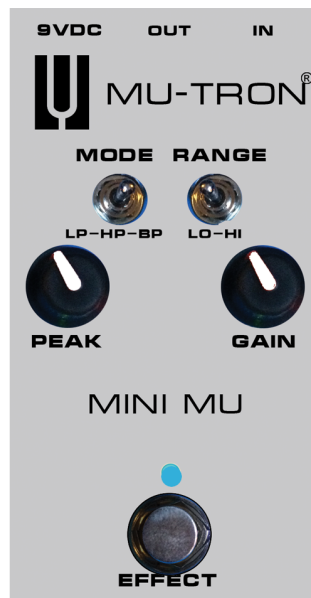 9VDC OUT IN
MU-TRON®
MODE RANGE
LP-HP-BP LO-HI
PEAK GAIN
MINI MU
EFFECT